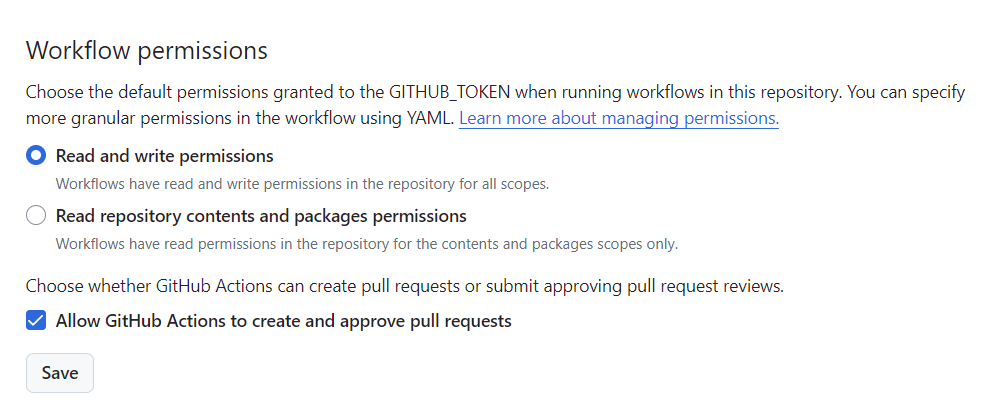 Workflow permissions
Choose the default permissions granted to the GITHUB_TOKEN when running workflows in this repository. You can specify
more granular permissions in the workflow using YAML. Learn more about managing permissions.
Read and write permissions
Workflows have read and write permissions in the repository for all scopes.
Read repository contents and packages permissions
Workflows have read permissions in the repository for the contents and packages scopes only.
Choose whether GitHub Actions can create pull requests or submit approving pull request reviews.
Allow GitHub Actions to create and approve pull requests
Save